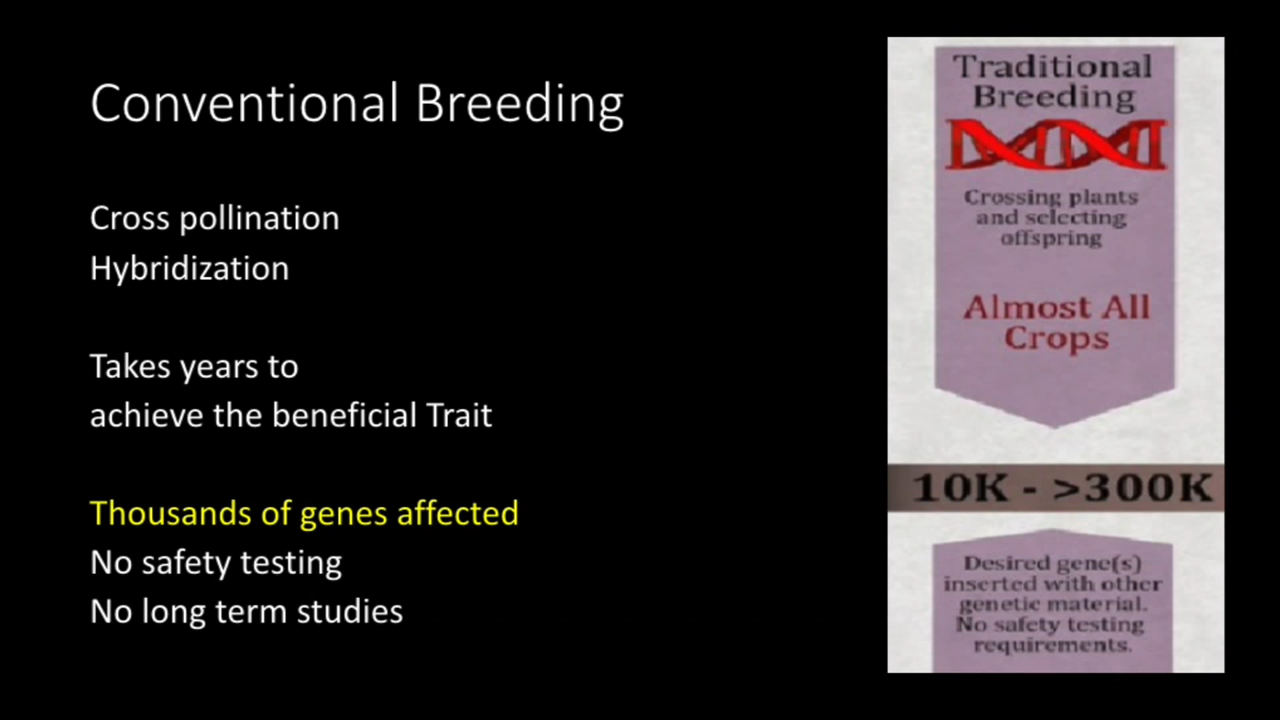 Conventional Breeding
Cross pollination
Hybridization
Takes years to
achieve the beneficial Trait
Thousands of genes affected
No safety testing
No long term studies
Traditional
Breeding
Crossing plants
and selecting
offspring
Almost All
Crops
10K - >300K
Desired gene(s)
inserted with other
genetic material.
No safety testing
requirements.